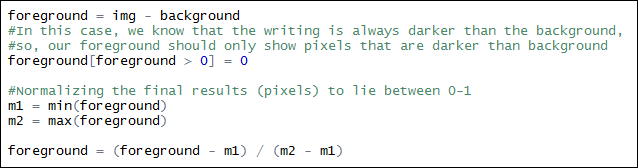 foreground = img - background
#In this case, we know that the writing is always darker than the background,
#so, our foreground should only show pixels that are darker than background
foreground[foreground > 0] = 0
#Normalizing the final results (pixels) to lie between 0-1
m1 = min(foreground)
m2 = max(foreground)
foreground = (foreground - m1) / (m2 - m1)